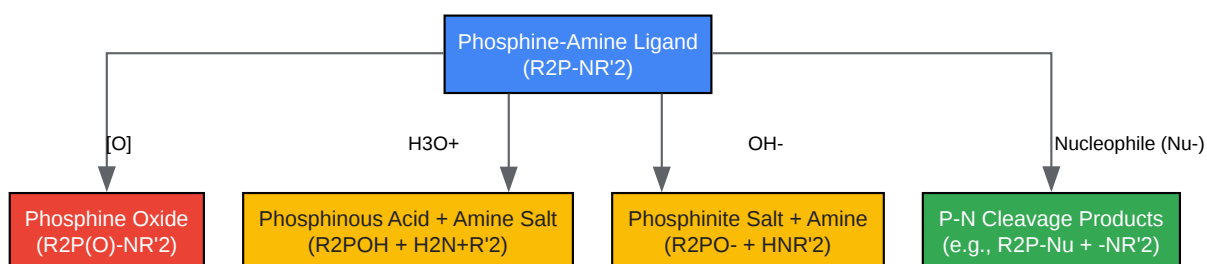 Phosphine-Amine Ligand
(R2P-NR'2)
[O]
H3O+
OH-
Nucleophile (Nu-)
Phosphine Oxide
(R2P(O)-NR'2)
Phosphinous Acid + Amine Salt
(R2POH + H2N+R'2)
Phosphinite Salt + Amine
(R2PO- + HNR'2)
P-N Cleavage Products
(e.g., R2P-Nu + -NR'2)